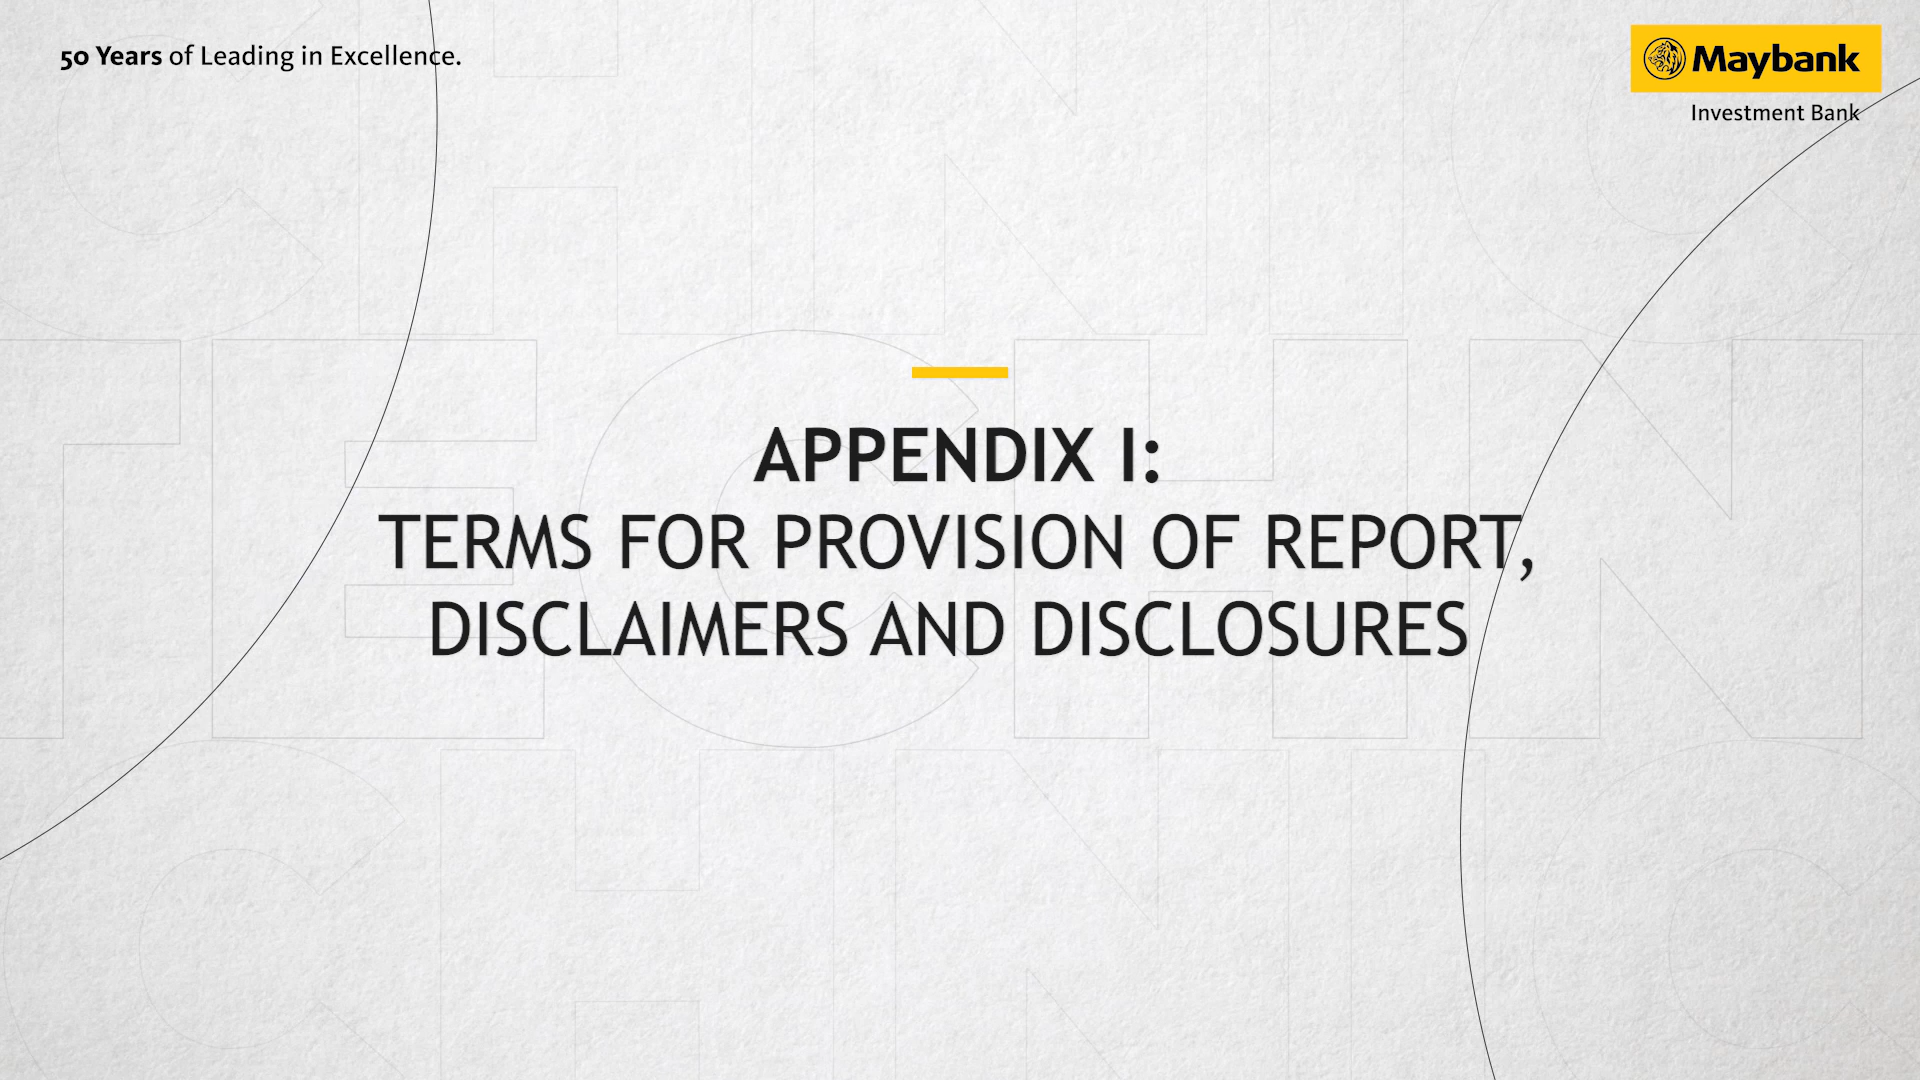 50 Years of Leading in Excellence.
Maybank
Investment Bank
APPENDIX I:
TERMS FOR PROVISION OF REPORT,
DISCLAIMERS AND DISCLOSURES